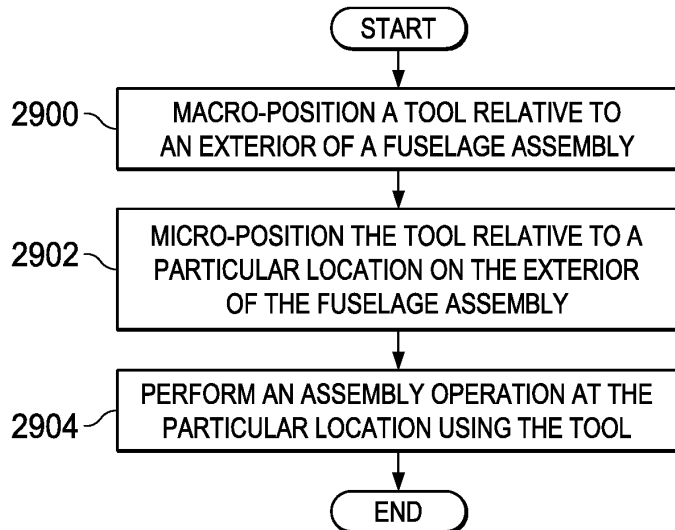 START
2900
MACRO-POSITION A TOOL RELATIVE TO
AN EXTERIOR OF A FUSELAGE ASSEMBLY
2902
MICRO-POSITION THE TOOL RELATIVE TO A
PARTICULAR LOCATION ON THE EXTERIOR
OF THE FUSELAGE ASSEMBLY
2904
PERFORM AN ASSEMBLY OPERATION AT THE
PARTICULAR LOCATION USING THE TOOL
END